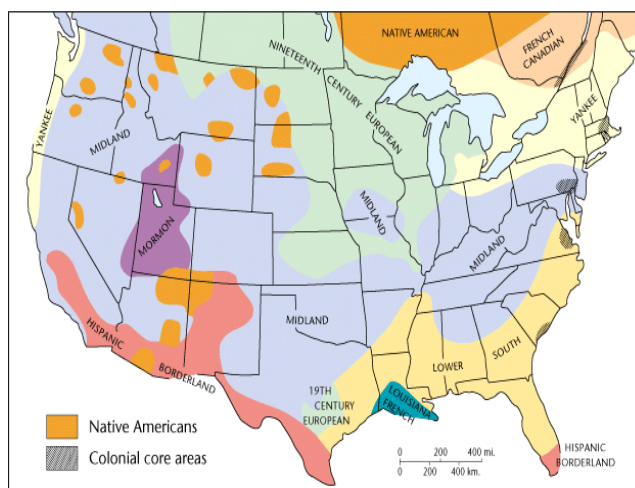 NATIVE AMERICAN
FRENCH
CANADIAN
NINETEENTH
CENTURY
EUROPEAN
YANKEE
YANKEE
MIDLAND
MIDLAND
MORMON
MIDLAND
MIDLAND
HISPANIC
BORDERLAND
LOWER
SOUTH
19TH
CENTURY
EUROPEAN
LOUISIANA
FRENCH
HISPANIC
BORDERLAND
Native Americans
Colonial core areas
0 200 400 mi.
0 200 400 km.